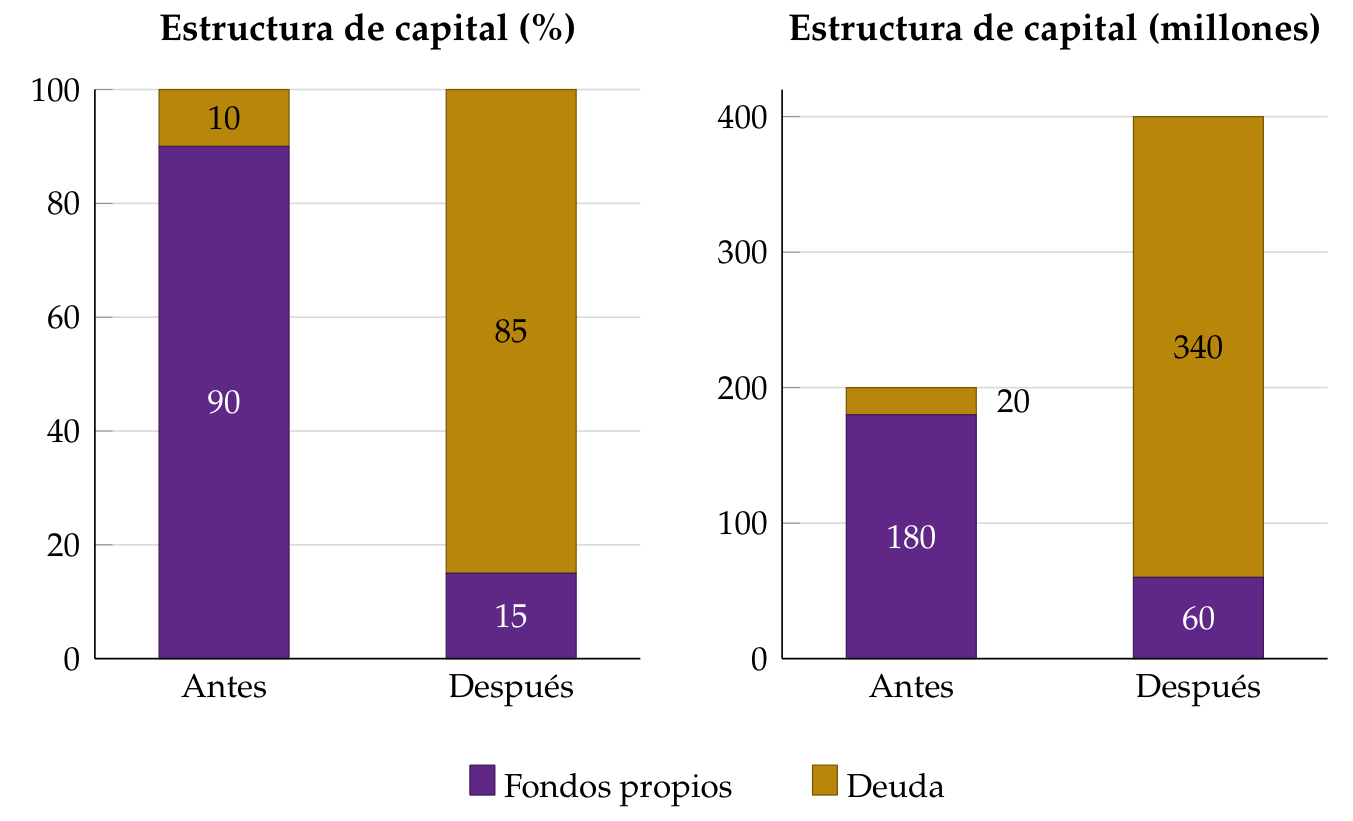 Estructura de capital (%)
100
80
60
40
20
0
10
90
85
15
Antes
Después
Estructura de capital (millones)
400
300
200
100
0
20
180
340
60
Antes
Después
Fondos propios
Deuda